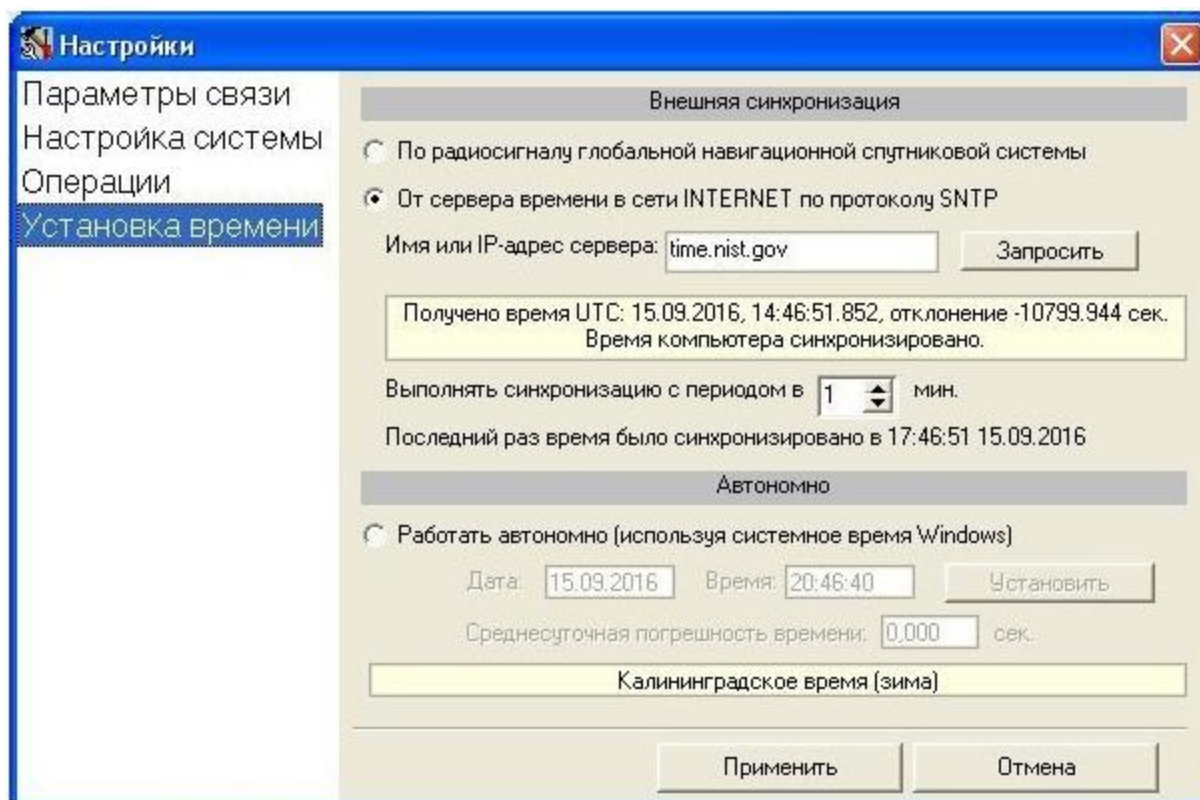 Настройки
Параметры связи
Настройка системы
Операции
Установка времени
Внешняя синхронизация
По радиосигналу глобальной навигационной спутниковой системы
От сервера времени в сети INTERNET по протоколу SNTP
Имя или IP-адрес сервера: time.nist.gov Запросить
Получено время UTC: 15.09.2016, 14:46:51.852, отклонение -10799.944 сек.
Время компьютера синхронизировано.
Выполнять синхронизацию с периодом в 1 мин.
Последний раз время было синхронизировано в 17:46:51 15.09.2016
Автономно
Работать автономно (используя системное время Windows)
Дата: 15.09.2016 Время: 20:46:40 Установить
Среднесуточная погрешность времени: 0,000 сек.
Калининградское время (зима)
Применить Отмена